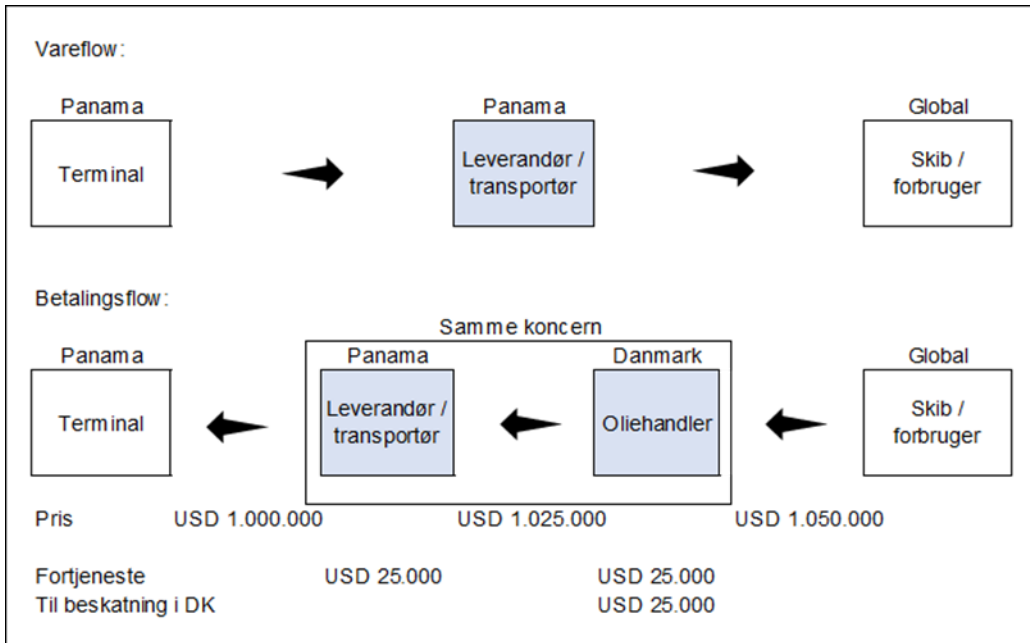 Vareflow:
Panama Panama Global
Terminal
Leverandør /
transportør
Skib /
forbruger
Betalingsflow:
Samme koncern
Panama Panama Danmark Global
Terminal
Leverandør /
transportør
Oliehandler
Skib /
forbruger
Pris USD 1.000.000 USD 1.025.000 USD 1.050.000
Fortjeneste USD 25.000 USD 25.000
Til beskatning i DK USD 25.000